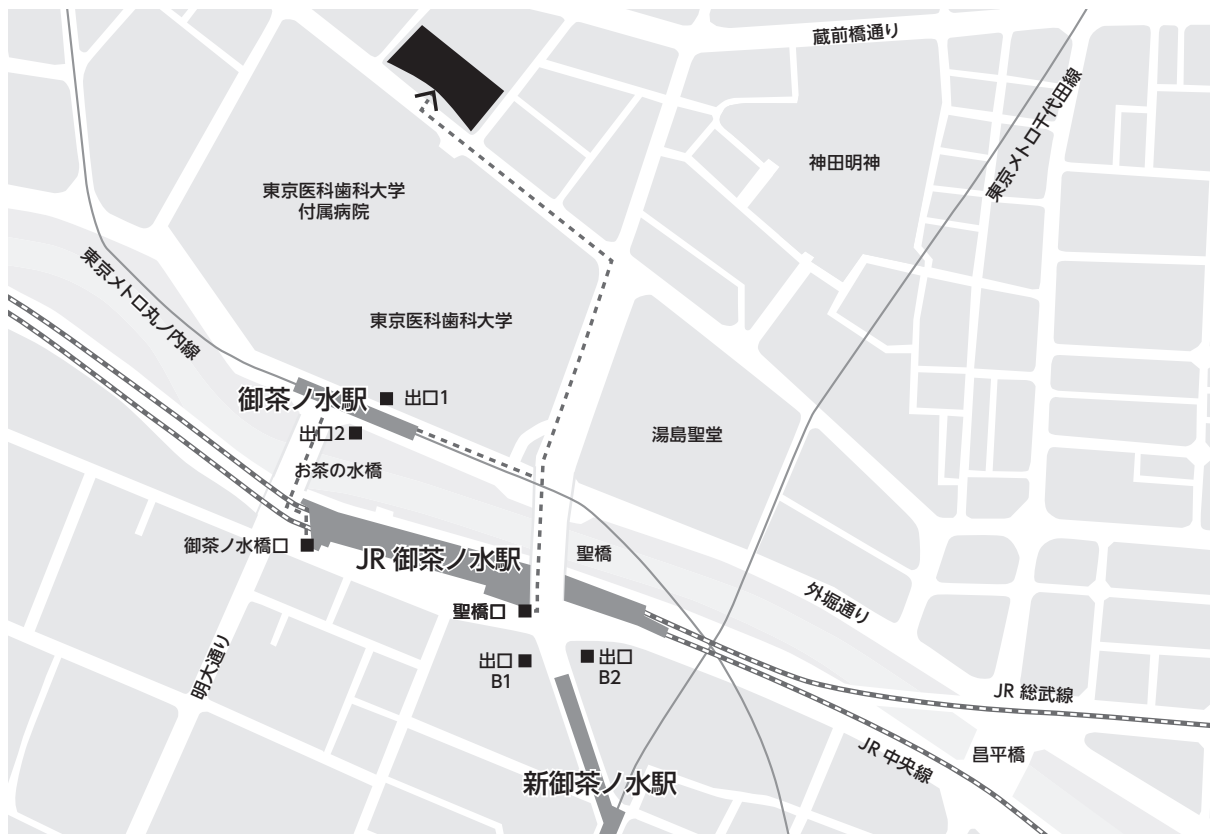 蔵前橋通り
東京メトロ千代田線
神田明神
東京医科歯科大学
付属病院
東京メトロ丸ノ内線
東京医科歯科大学
御茶ノ水駅
出口1
出口2
湯島聖堂
お茶の水橋
御茶ノ水橋口
JR 御茶ノ水駅
聖橋
外堀通り
聖橋口
明大通り
出口
B1
出口
B2
JR 総武線
JR 中央線
昌平橋
新御茶ノ水駅